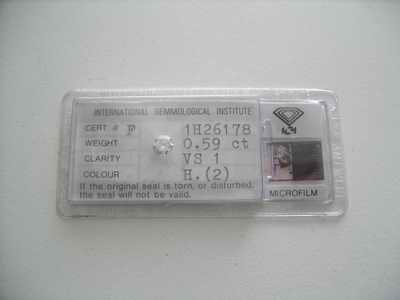 INTERNATIONAL GEMMOLOGICAL INSTITUTE
CERT # F 1H26178
WEIGHT 0.59 ct
CLARITY VS 1
COLOUR H.(2)
If the original seal is torn, or disturbed,
the seal will not be valid.
IGI
MICROFILM